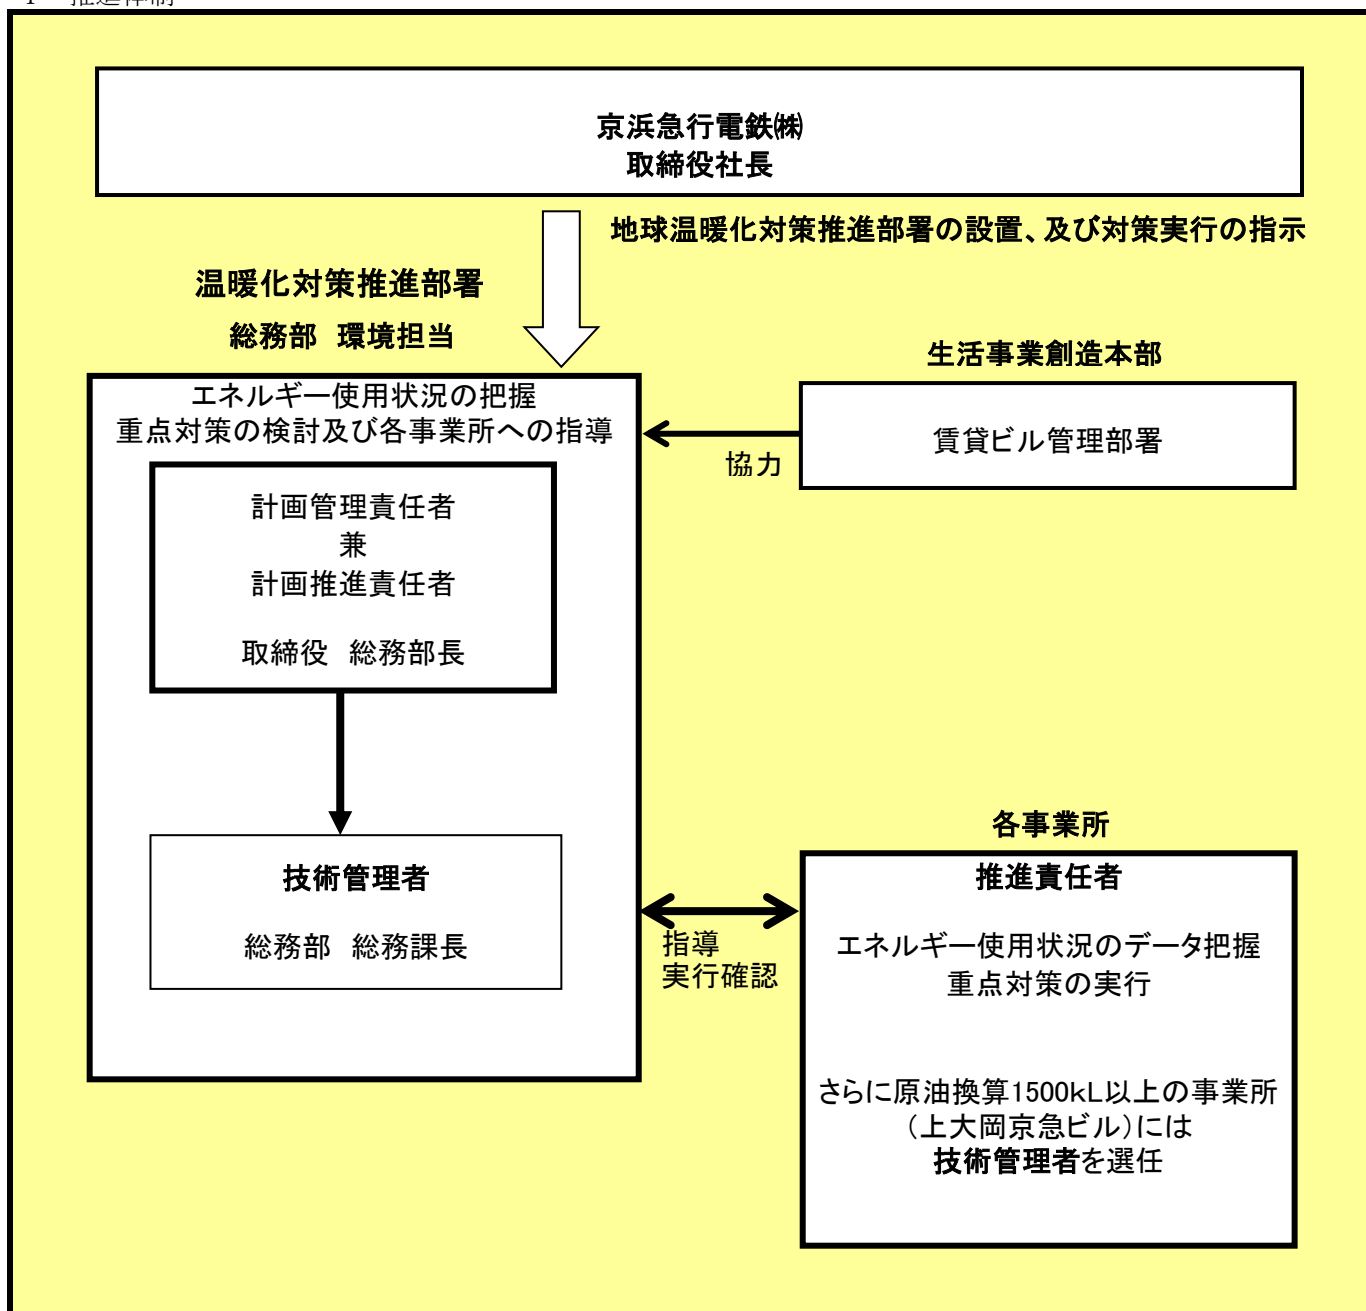 京浜急行電鉄㈱
取締役社長
地球温暖化対策推進部署の設置、及び対策実行の指示
温暖化対策推進部署
総務部 環境担当
エネルギー使用状況の把握
重点対策の検討及び各事業所への指導
計画管理責任者
兼
計画推進責任者
取締役 総務部長
技術管理者
総務部 総務課長
生活事業創造本部
賃貸ビル管理部署
協力
指導
実行確認
各事業所
推進責任者
エネルギー使用状況のデータ把握
重点対策の実行
さらに原油換算1500kL以上の事業所
(上大岡京急ビル)には
技術管理者を選任